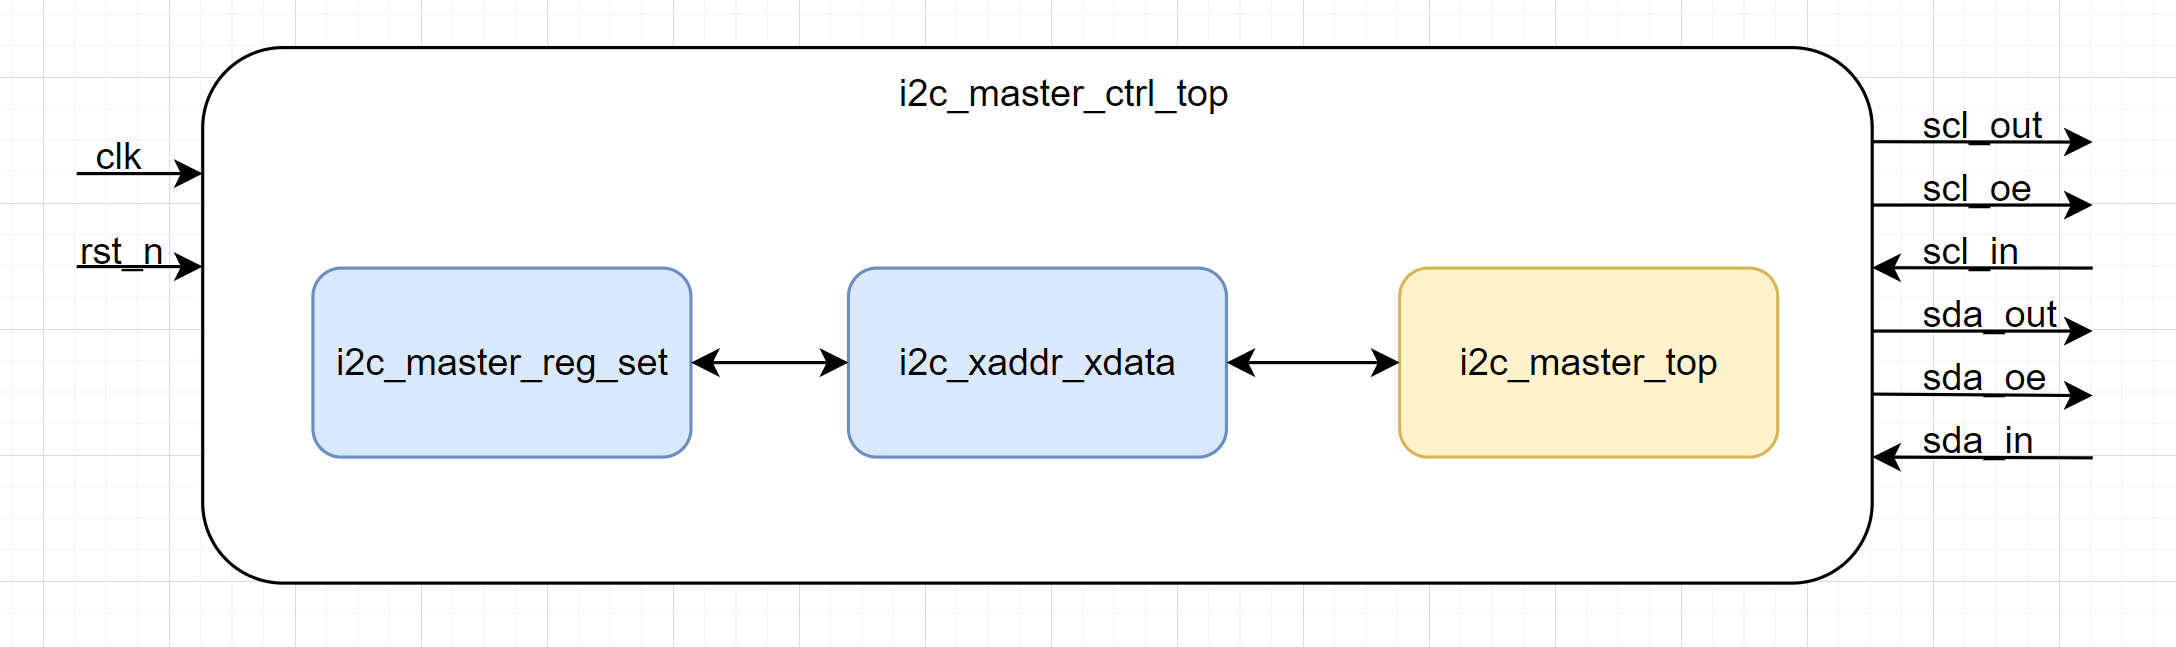 i2c_master_ctrl_top
clk
rst_n
i2c_master_reg_set
i2c_xaddr_xdata
i2c_master_top
scl_out
scl_oe
scl_in
sda_out
sda_oe
sda_in